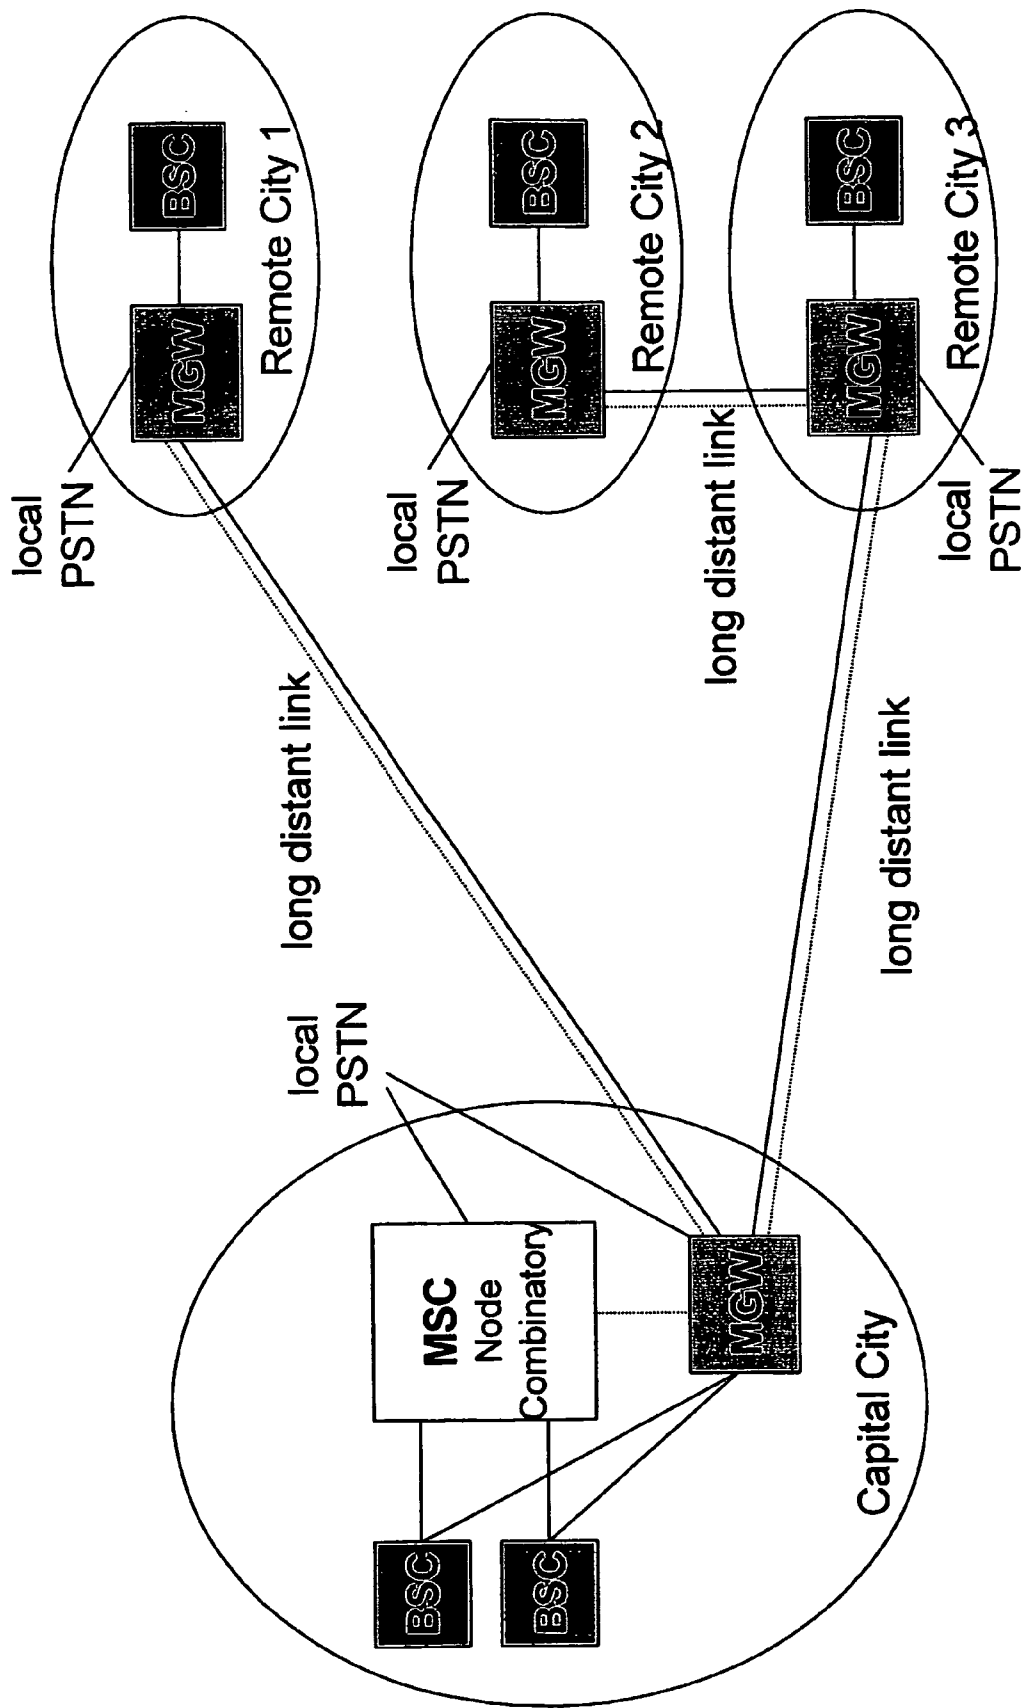 local
PSTN
MGW
BSC
Remote City 1
long distant link
local
PSTN
MGW
BSC
Remote City 2
long distant link
MGW
BSC
Remote City 3
local
PSTN
long distant link
local
PSTN
BSC
BSC
MSC
Node
Combinatory
MGW
Capital City